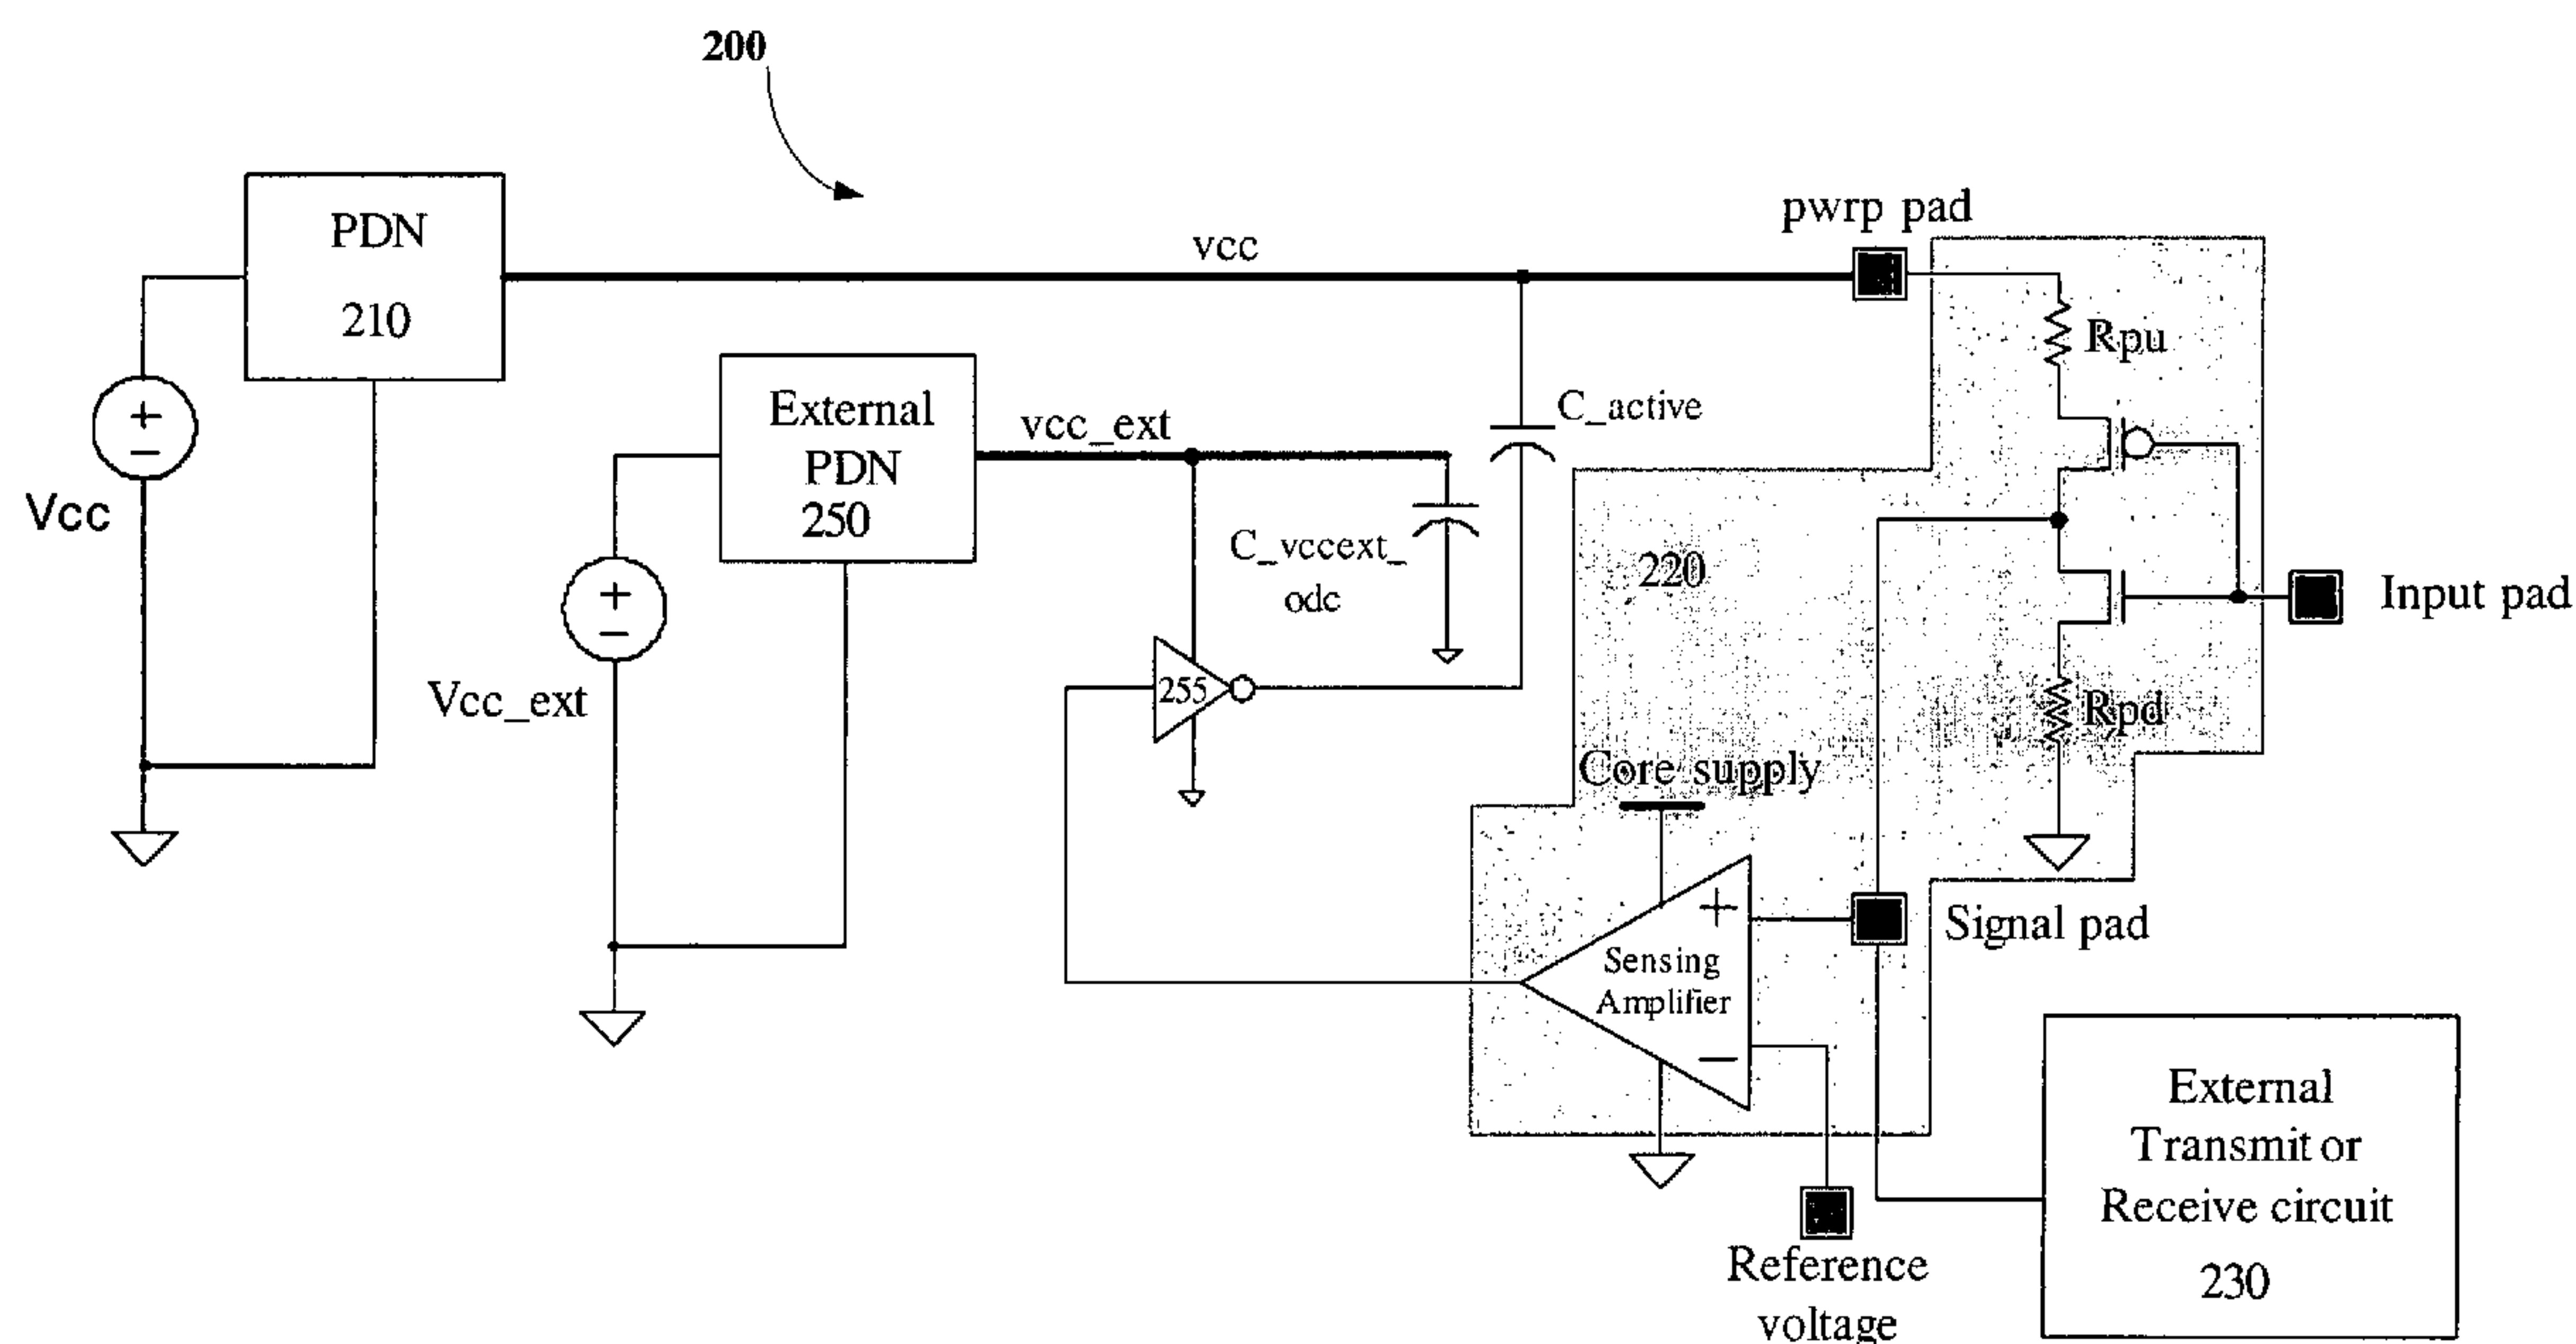 200
PDN
210
vcc
pwrp pad
Rpu
Vcc
External
PDN
250
vcc_ext
C_active
C_vccext_
odc
220
Input pad
Vcc_ext
255
Rpd
Core supply
+
−
+
−
+
−
Sensing
Amplifier
Signal pad
Reference
voltage
External
Transmit or
Receive circuit
230